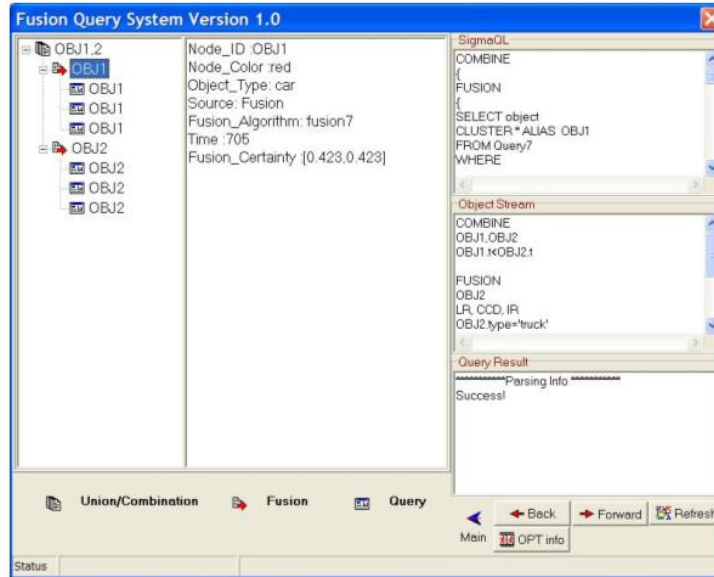 Fusion Query System Version 1.0
OBJ1,2
OBJ1
OBJ1
OBJ1
OBJ1
OBJ2
OBJ2
OBJ2
OBJ2
Node_ID :OBJ1
Node_Color :red
Object_Type: car
Source: Fusion
Fusion_Algorithm: fusion7
Time :705
Fusion_Certainty :[0.423,0.423]
SigmaQL
COMBINE
{
FUSION
{
SELECT object
CLUSTER * ALIAS OBJ1
FROM Query7
WHERE
Object Stream
COMBINE
OBJ1,OBJ2
OBJ1.t<OBJ2.t
FUSION
OBJ2
LR, CCD, IR
OBJ2.type='truck'
Query Result
***********Parsing Info ***********
Success!
Union/Combination Fusion Query
Back Forward Refresh
Main OPT info
Status